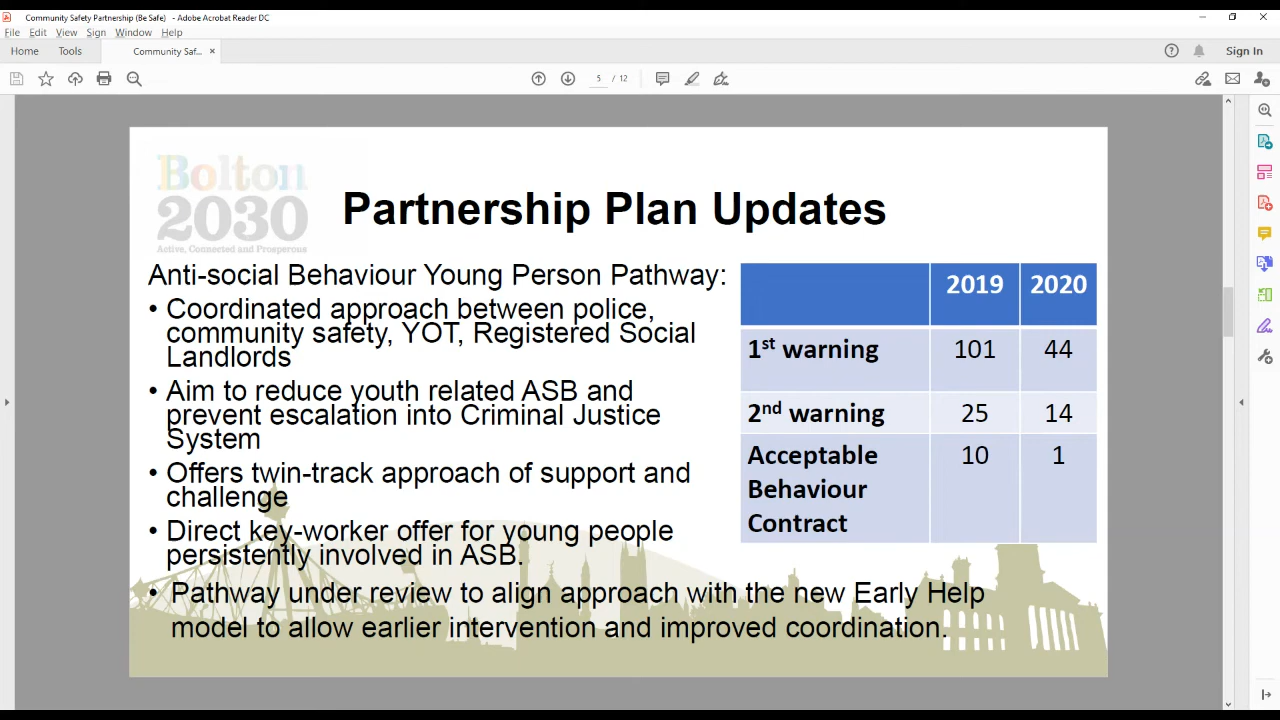 Community Safety Partnership (Be Safe) - Adobe Acrobat Reader DC
File Edit View Sign Window Help
Home Tools Community Saf... × Sign In
5 / 12
Bolton
2030
Active, Connected and Prosperous
Partnership Plan Updates
Anti-social Behaviour Young Person Pathway:
• Coordinated approach between police,
community safety, YOT, Registered Social
Landlords
• Aim to reduce youth related ASB and
prevent escalation into Criminal Justice
System
• Offers twin-track approach of support and
challenge
• Direct key-worker offer for young people
persistently involved in ASB.
• Pathway under review to align approach with the new Early Help
model to allow earlier intervention and improved coordination.
2019 2020
1st warning 101 44
2nd warning 25 14
Acceptable 10 1
Behaviour
Contract